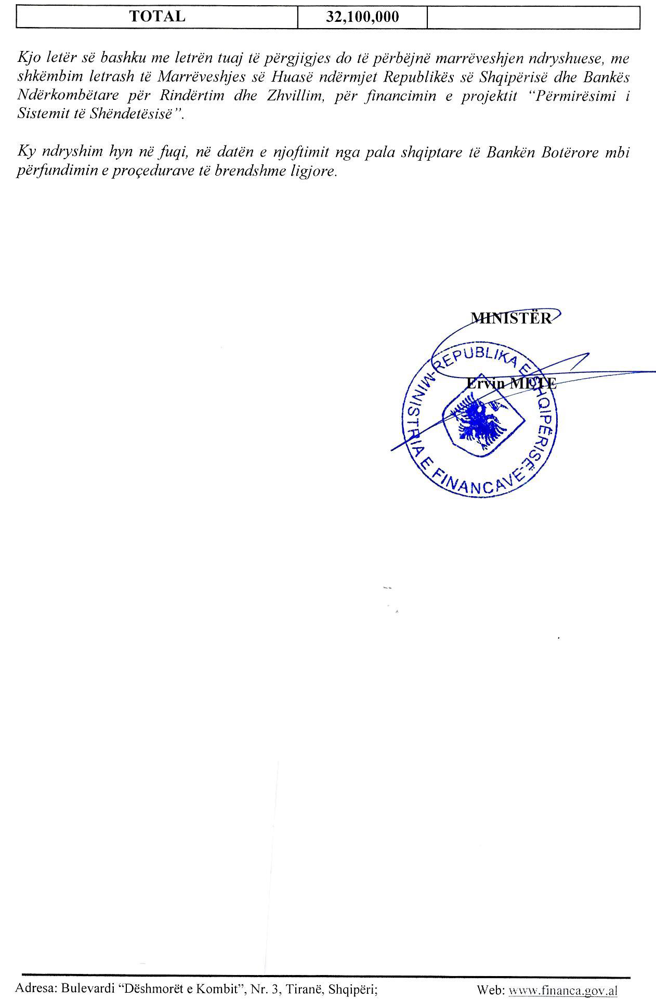 TOTAL 32,100,000
Kjo letër së bashku me letrën tuaj të përgjigjes do të përbëjnë marrëveshjen ndryshuese, me
shkëmbim letrash të Marrëveshjes së Huasë ndërmjet Republikës së Shqipërisë dhe Bankës
Ndërkombëtare për Rindërtim dhe Zhvillim, për financimin e projektit “Përmirësimi i
Sistemit të Shëndetësisë”.
Ky ndryshim hyn në fuqi, në datën e njoftimit nga pala shqiptare të Bankën Botërore mbi
përfundimin e proçedurave të brendshme ligjore.
MINISTËR
Ervin METE
REPUBLIKA E SHQIPËRISË-
MINISTRIA E FINANCAVE-
Adresa: Bulevardi “Dëshmorët e Kombit”, Nr. 3, Tiranë, Shqipëri; Web: www.financa.gov.al